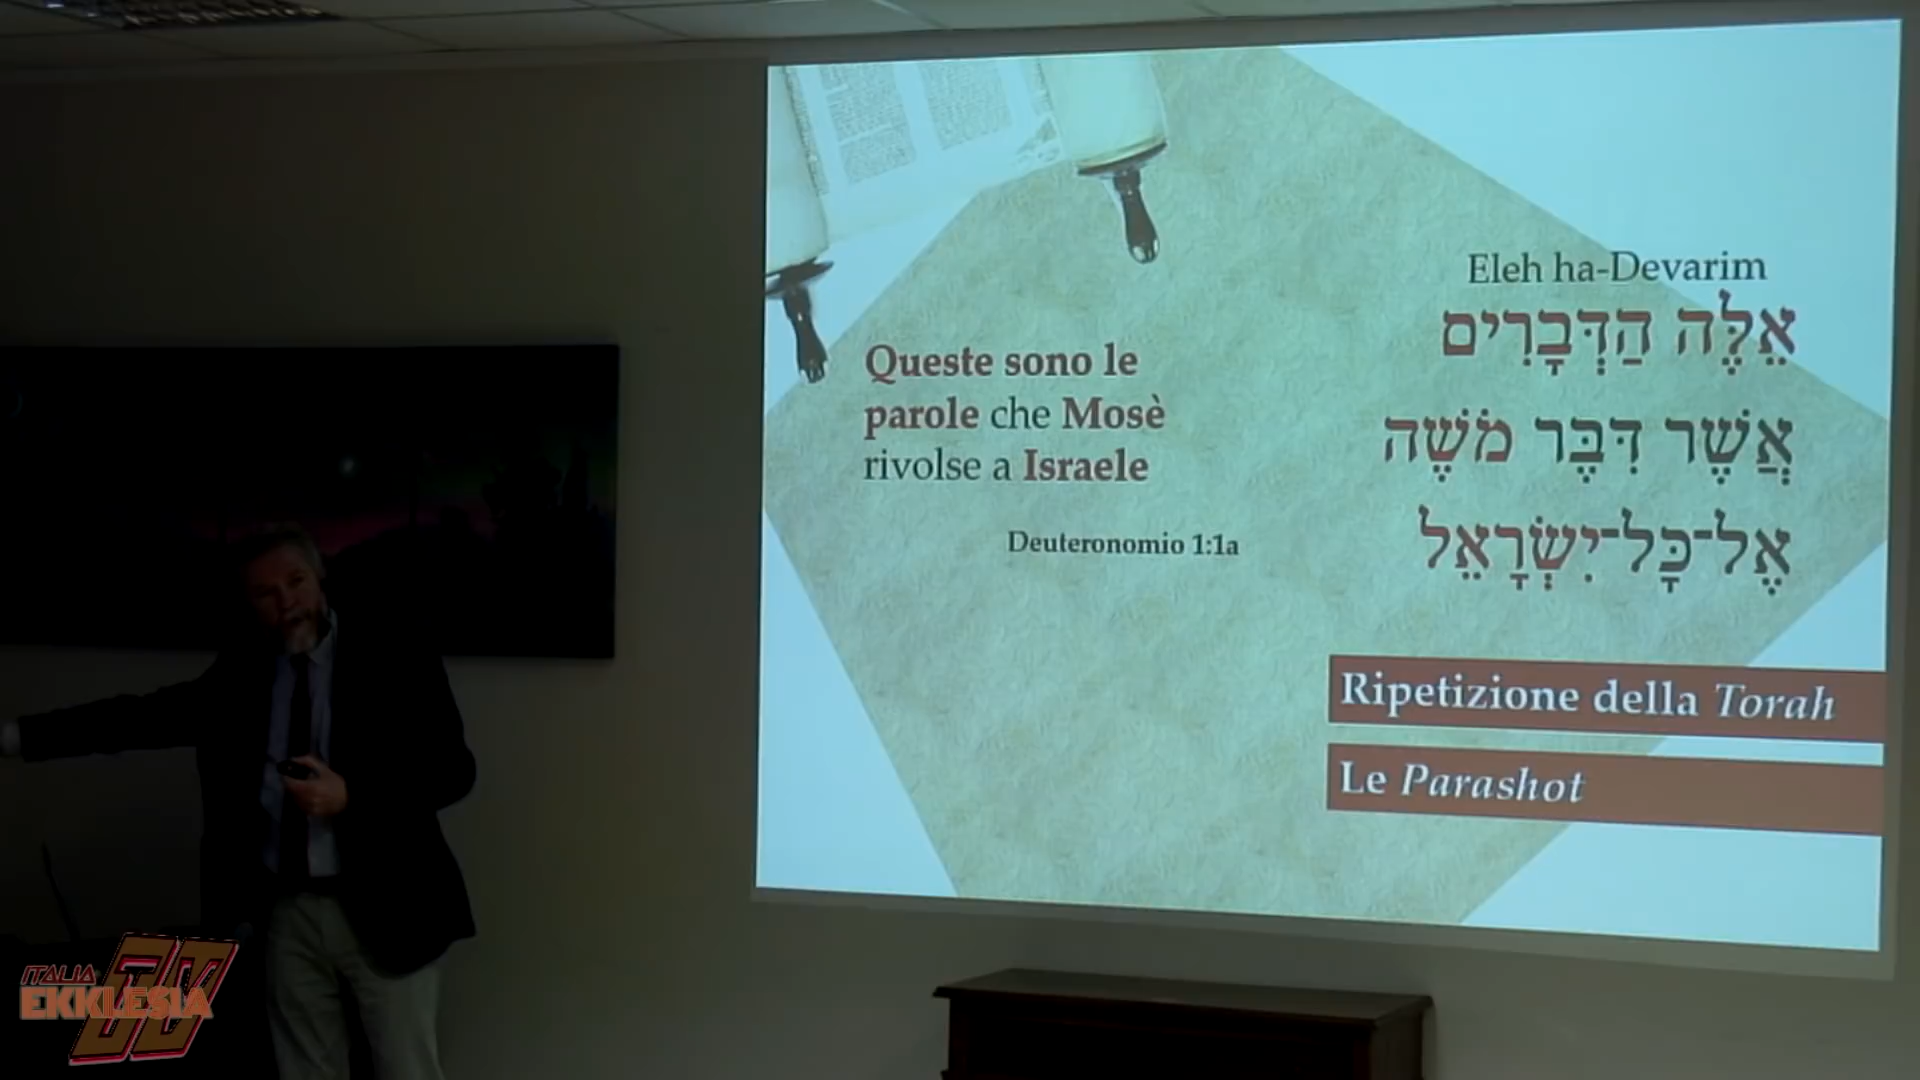 Eleh ha-Devarim
אֵלֶּה הַדְּבָרִים
אֲשֶׁר דִּבֶּר מֹשֶׁה
אֶל־כָּל־יִשְׂרָאֵל
Queste sono le
parole che Mosè
rivolse a Israele
Deuteronomio 1:1a
Ripetizione della Torah
Le Parashot
ITALIA
EKKLESIA
TV